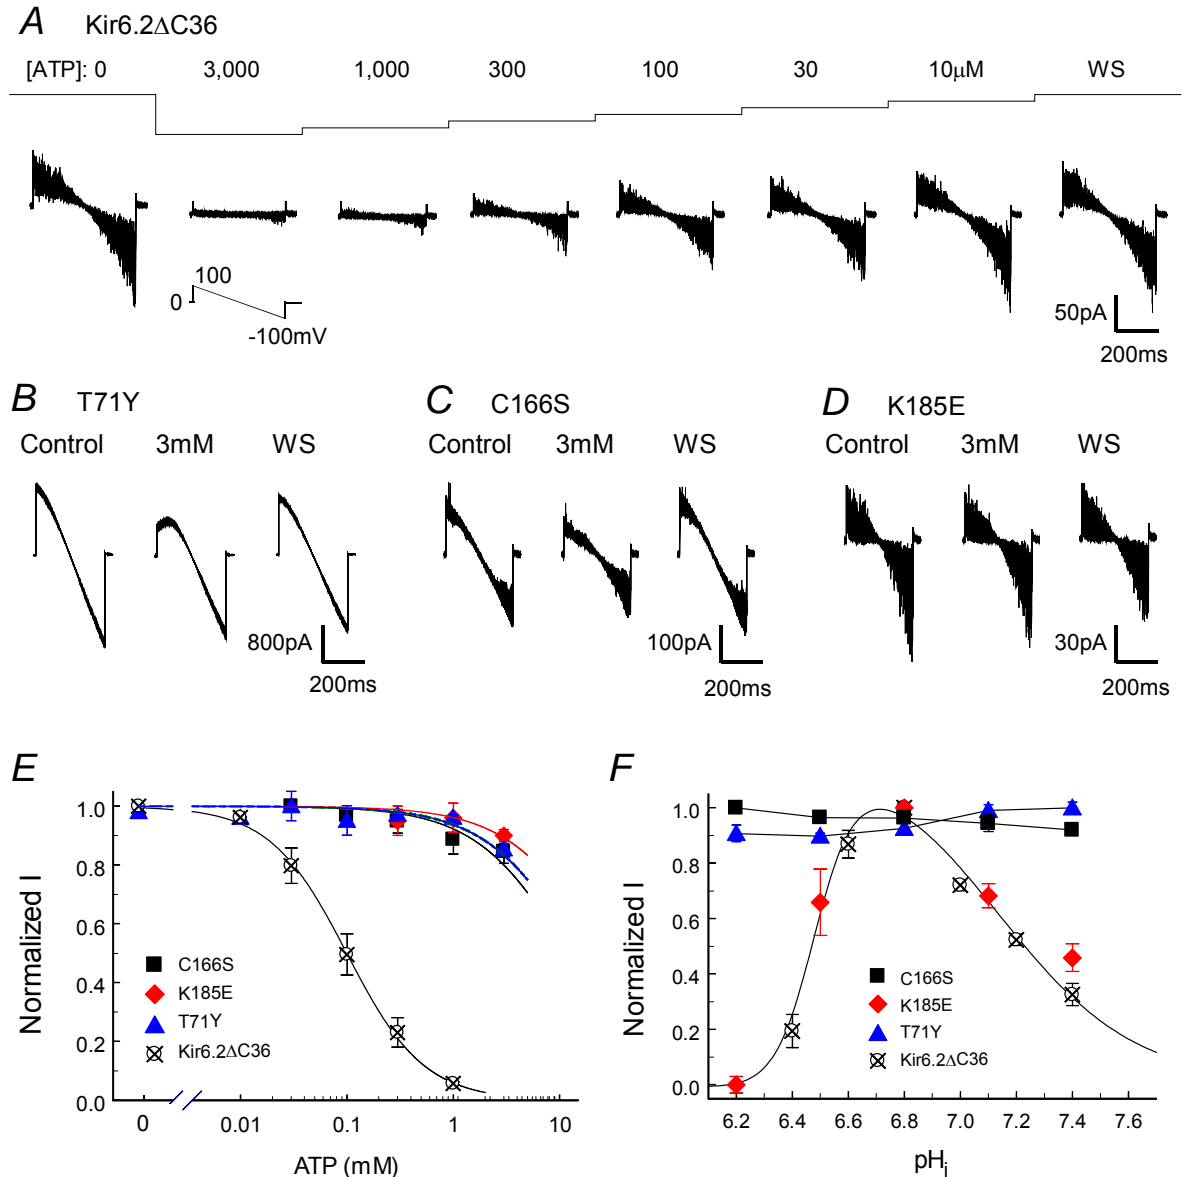 A Kir6.2ΔC36
[ATP]: 0 3,000 1,000 300 100 30 10μM WS
100
0
-100mV
50pA
200ms
B T71Y
Control 3mM WS
800pA
200ms
C C166S
Control 3mM WS
100pA
200ms
D K185E
Control 3mM WS
30pA
200ms
E
Normalized I
1.0
0.8
0.6
0.4
0.2
0.0
C166S
K185E
T71Y
Kir6.2ΔC36
0 0.01 0.1 1 10
ATP (mM)
F
Normalized I
1.0
0.8
0.6
0.4
0.2
0.0
C166S
K185E
T71Y
Kir6.2ΔC36
6.2 6.4 6.6 6.8 7.0 7.2 7.4 7.6
pHi